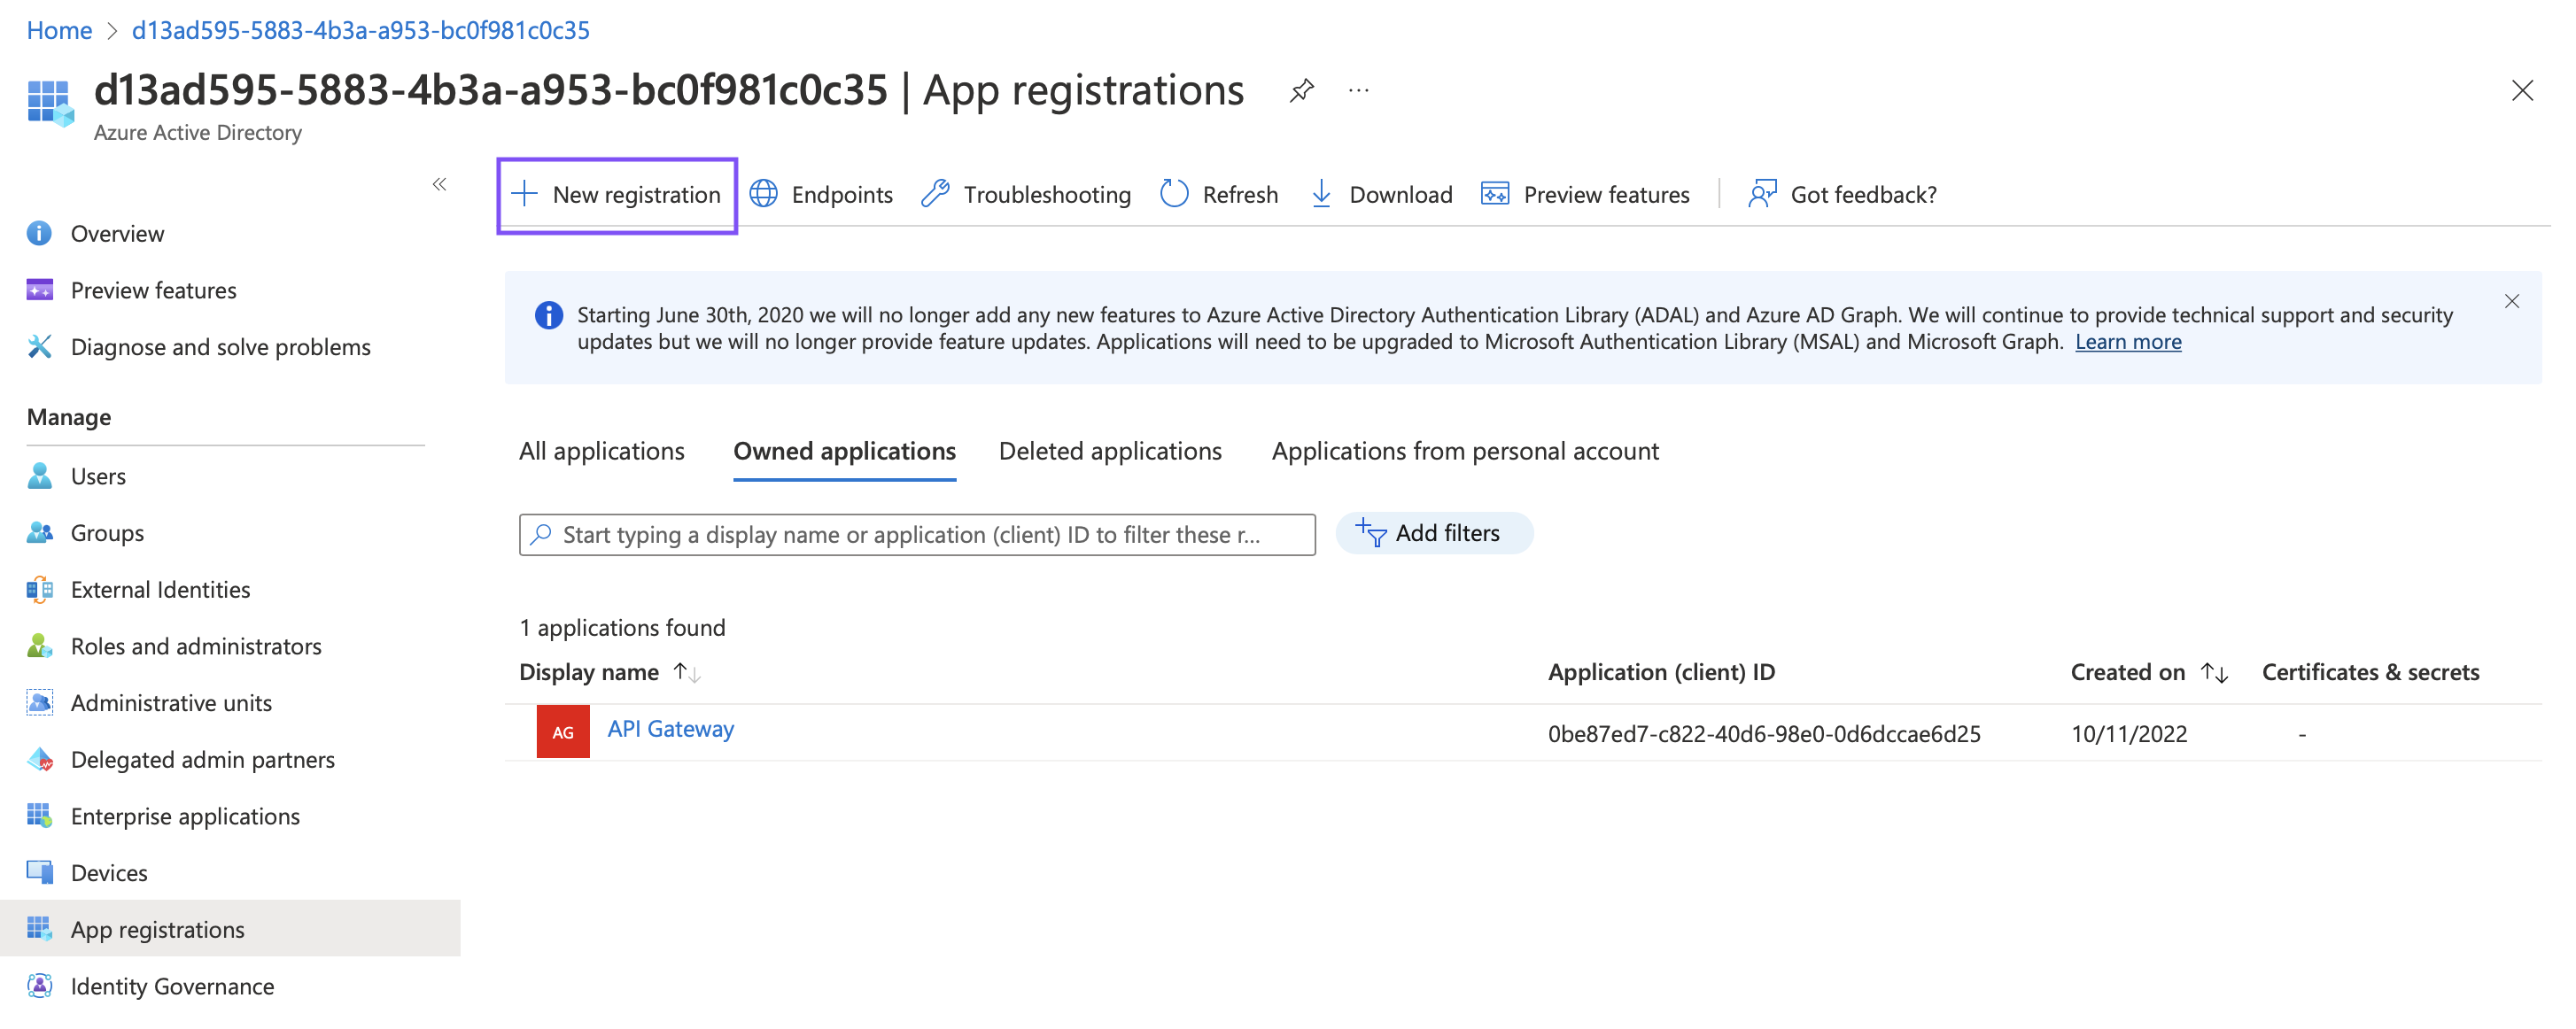 Home > d13ad595-5883-4b3a-a953-bc0f981c0c35
d13ad595-5883-4b3a-a953-bc0f981c0c35 | App registrations ...
Azure Active Directory
«
New registration Endpoints Troubleshooting Refresh Download Preview features Got feedback?
Overview
Preview features
Diagnose and solve problems
Manage
Users
Groups
External Identities
Roles and administrators
Administrative units
Delegated admin partners
Enterprise applications
Devices
App registrations
Identity Governance
Starting June 30th, 2020 we will no longer add any new features to Azure Active Directory Authentication Library (ADAL) and Azure AD Graph. We will continue to provide technical support and security
updates but we will no longer provide feature updates. Applications will need to be upgraded to Microsoft Authentication Library (MSAL) and Microsoft Graph. Learn more
All applications Owned applications Deleted applications Applications from personal account
Start typing a display name or application (client) ID to filter these r... Add filters
1 applications found
Display name ↑↓ Application (client) ID Created on ↑↓ Certificates & secrets
AG API Gateway 0be87ed7-c822-40d6-98e0-0d6dccae6d25 10/11/2022 -